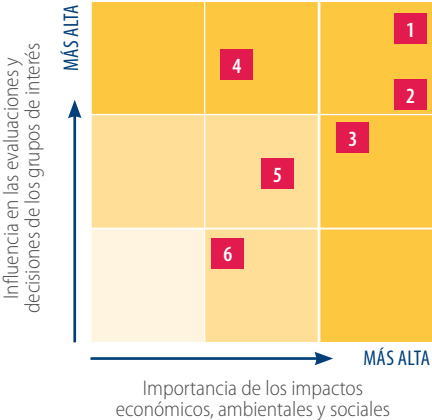 Influencia en las evaluaciones y
decisiones de los grupos de interés
MÁS ALTA
1
4
2
3
5
6
MÁS ALTA
Importancia de los impactos
económicos, ambientales y sociales